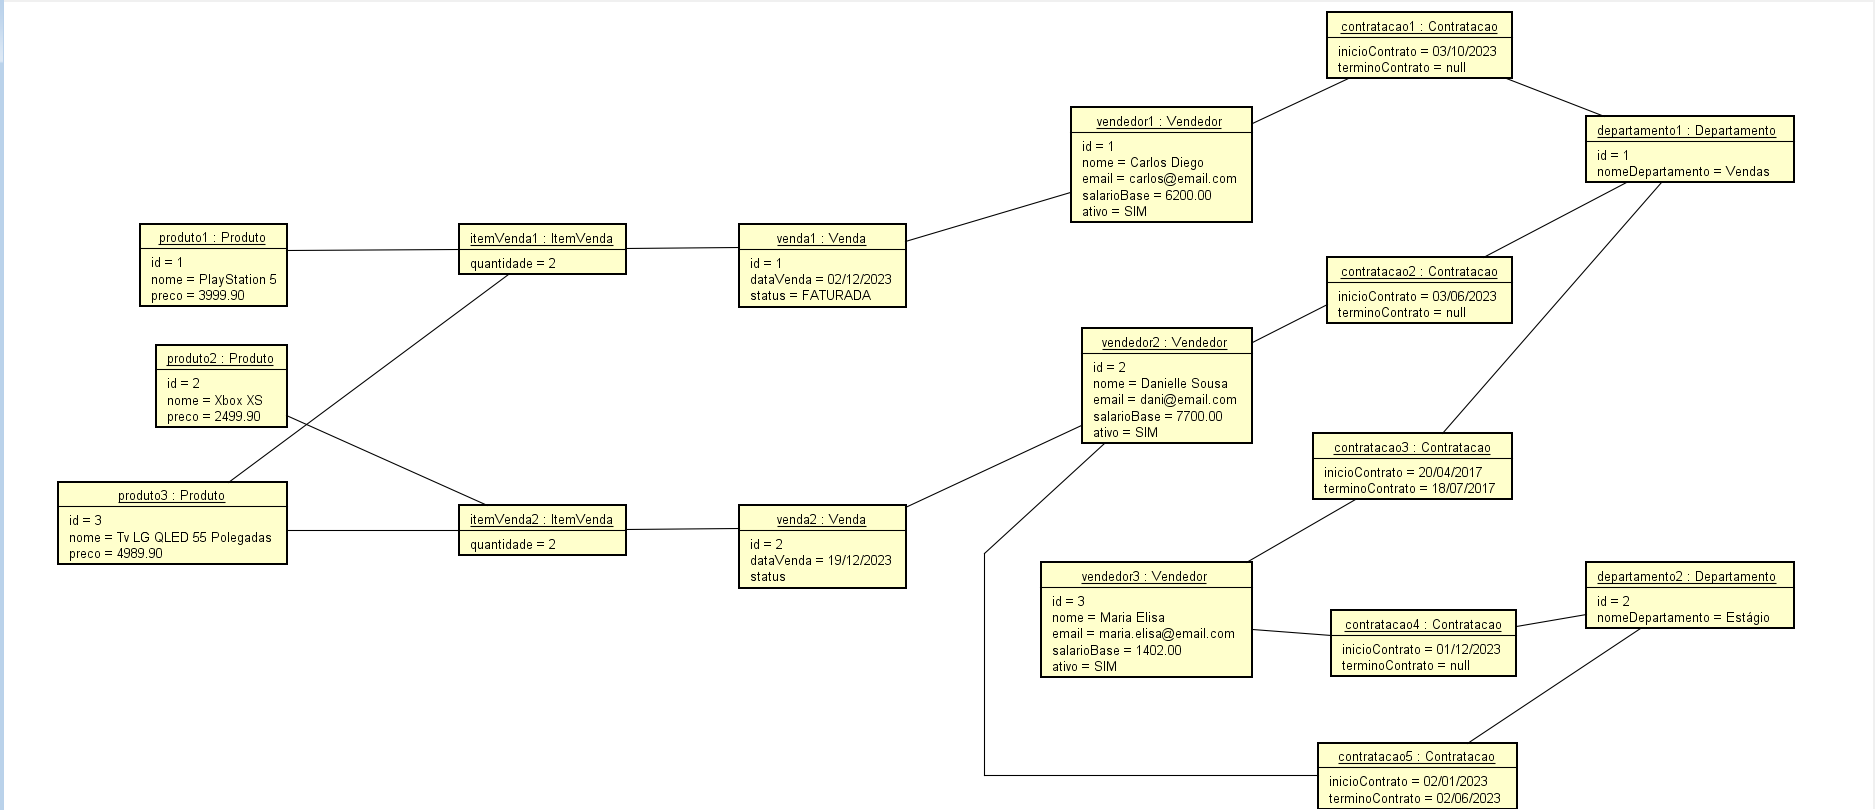 contratacao1 : Contratacao
inicioContrato = 03/10/2023
terminoContrato = null
vendedor1 : Vendedor
id = 1
nome = Carlos Diego
email = carlos@email.com
salarioBase = 6200.00
ativo = SIM
departamento1 : Departamento
id = 1
nomeDepartamento = Vendas
produto1 : Produto
id = 1
nome = PlayStation 5
preco = 3999.90
itemVenda1 : ItemVenda
quantidade = 2
venda1 : Venda
id = 1
dataVenda = 02/12/2023
status = FATURADA
contratacao2 : Contratacao
inicioContrato = 03/06/2023
terminoContrato = null
produto2 : Produto
id = 2
nome = Xbox XS
preco = 2499.90
vendedor2 : Vendedor
id = 2
nome = Danielle Sousa
email = dani@email.com
salarioBase = 7700.00
ativo = SIM
contratacao3 : Contratacao
inicioContrato = 20/04/2017
terminoContrato = 18/07/2017
produto3 : Produto
id = 3
nome = Tv LG QLED 55 Polegadas
preco = 4989.90
itemVenda2 : ItemVenda
quantidade = 2
venda2 : Venda
id = 2
dataVenda = 19/12/2023
status
vendedor3 : Vendedor
id = 3
nome = Maria Elisa
email = maria.elisa@email.com
salarioBase = 1402.00
ativo = SIM
contratacao4 : Contratacao
inicioContrato = 01/12/2023
terminoContrato = null
departamento2 : Departamento
id = 2
nomeDepartamento = Estágio
contratacao5 : Contratacao
inicioContrato = 02/01/2023
terminoContrato = 02/06/2023